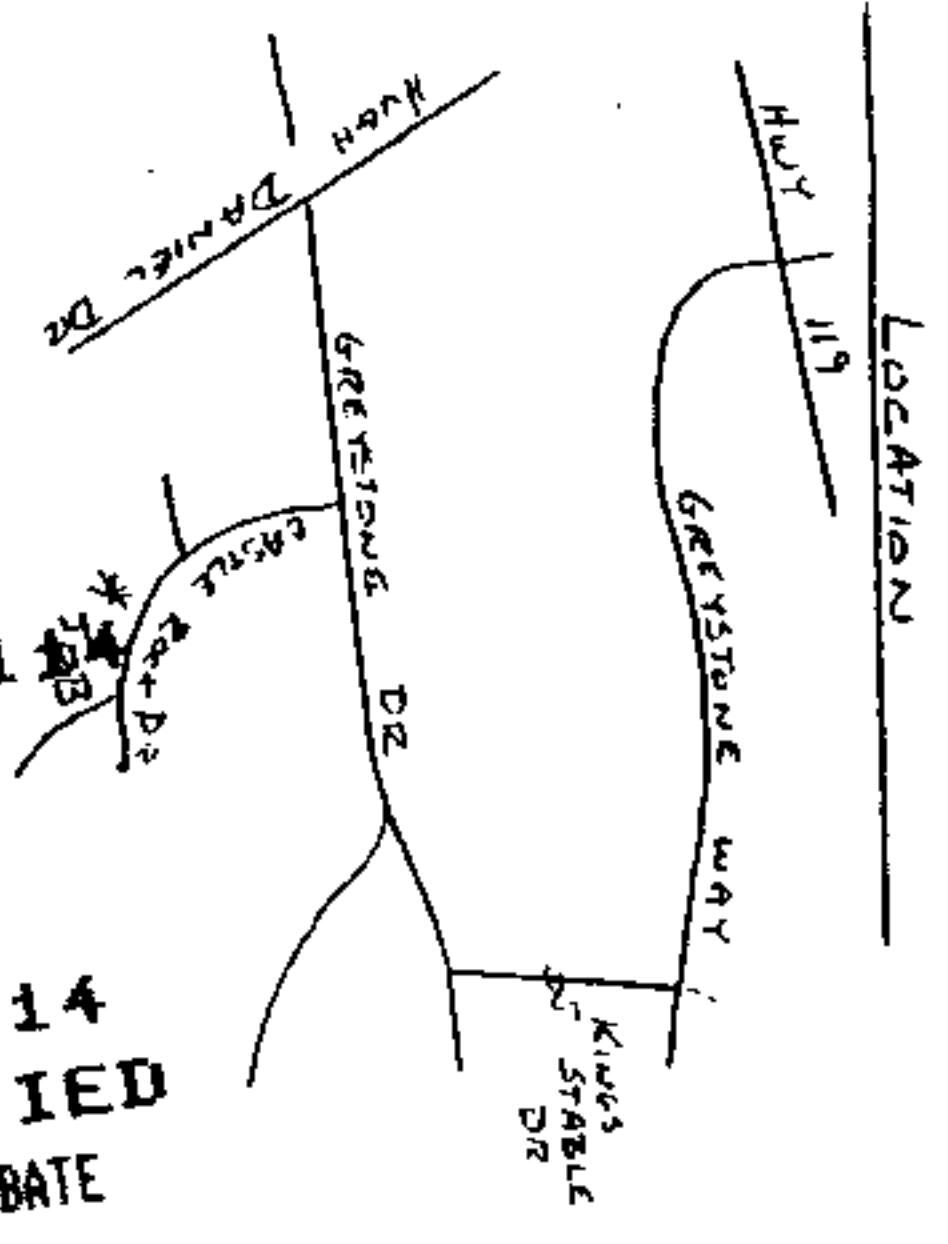 LOCATION
HWY 119
GREYSTONE WAY
KINGS
STABLE
DR
HUGH DANIEL DR
GREYSTONE DR
CASTLE
DR
14
IED
BATE